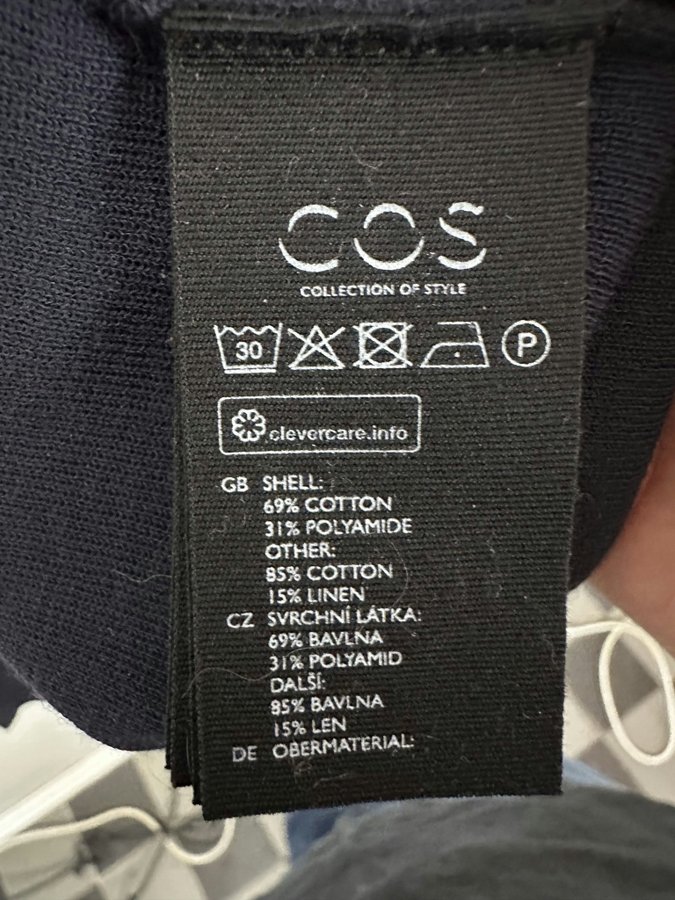 COS
COLLECTION OF STYLE
30 P
clevercare.info
GB SHELL:
69% COTTON
31% POLYAMIDE
OTHER:
85% COTTON
15% LINEN
CZ SVRCHNÍ LÁTKA:
69% BAVLNA
31% POLYAMID
DALŠÍ:
85% BAVLNA
15% LEN
DE OBERMATERIAL: